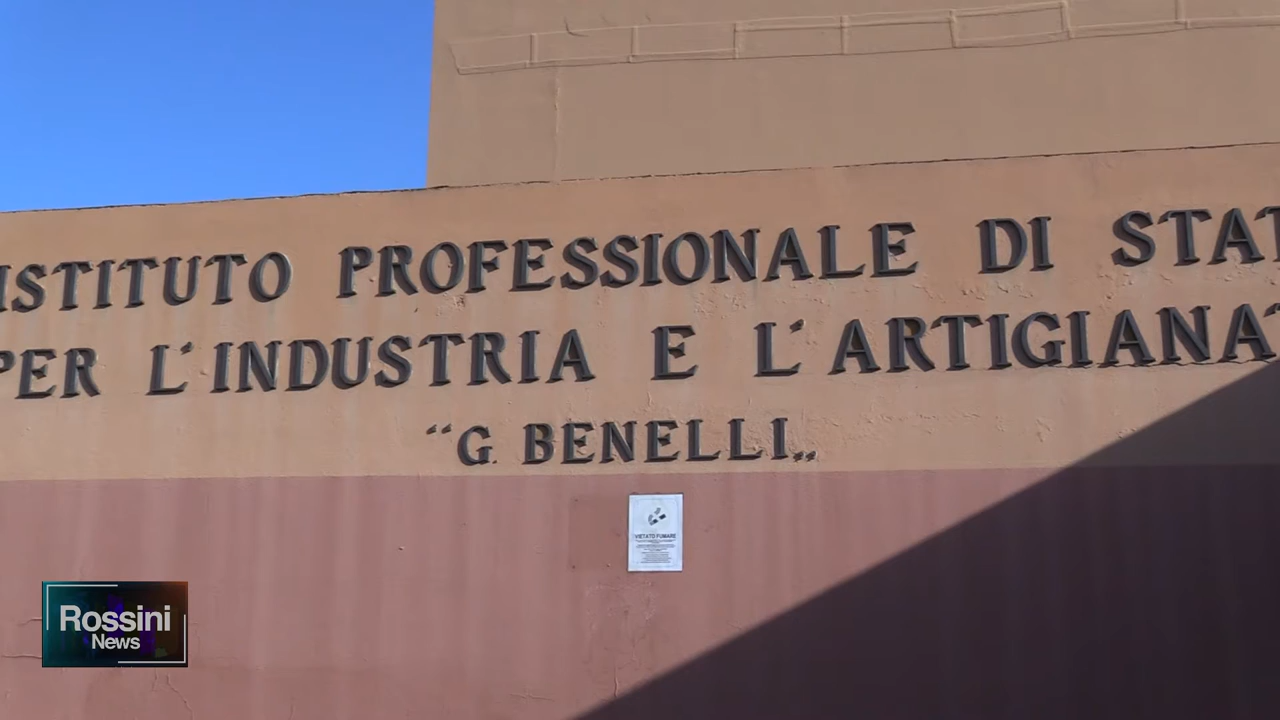 ISTITUTO PROFESSIONALE DI STAT
PER L'INDUSTRIA E L'ARTIGIANAT
“G. BENELLI„
VIETATO FUMARE
Rossini
News